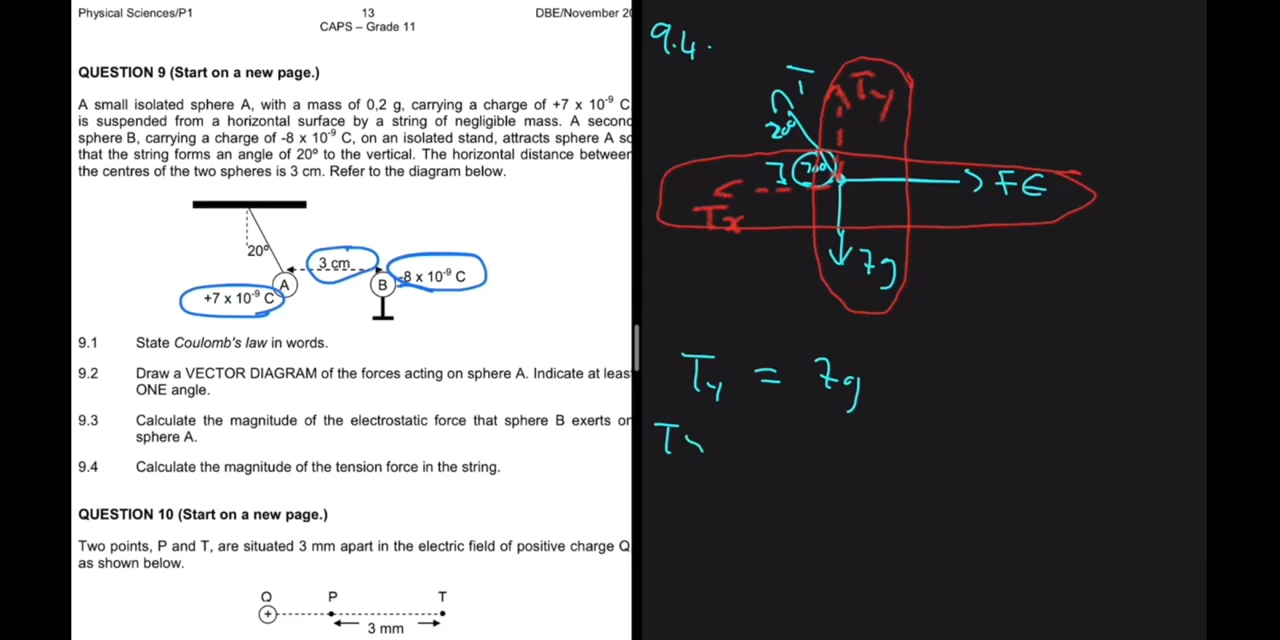 Physical Sciences/P1 13 DBE/November 20
CAPS – Grade 11
QUESTION 9 (Start on a new page.)
A small isolated sphere A, with a mass of 0,2 g, carrying a charge of +7 x 10⁻⁹ C
is suspended from a horizontal surface by a string of negligible mass. A second
sphere B, carrying a charge of -8 x 10⁻⁹ C, on an isolated stand, attracts sphere A so
that the string forms an angle of 20º to the vertical. The horizontal distance between
the centres of the two spheres is 3 cm. Refer to the diagram below.
20º
3 cm
A
B
+7 x 10⁻⁹ C
-8 x 10⁻⁹ C
9.1 State Coulomb's law in words.
9.2 Draw a VECTOR DIAGRAM of the forces acting on sphere A. Indicate at least
ONE angle.
9.3 Calculate the magnitude of the electrostatic force that sphere B exerts on
sphere A.
9.4 Calculate the magnitude of the tension force in the string.
QUESTION 10 (Start on a new page.)
Two points, P and T, are situated 3 mm apart in the electric field of positive charge Q
as shown below.
Q P T
+
3 mm
9.4.
T
Ty
20º
70º
FE
Tx
Ty =